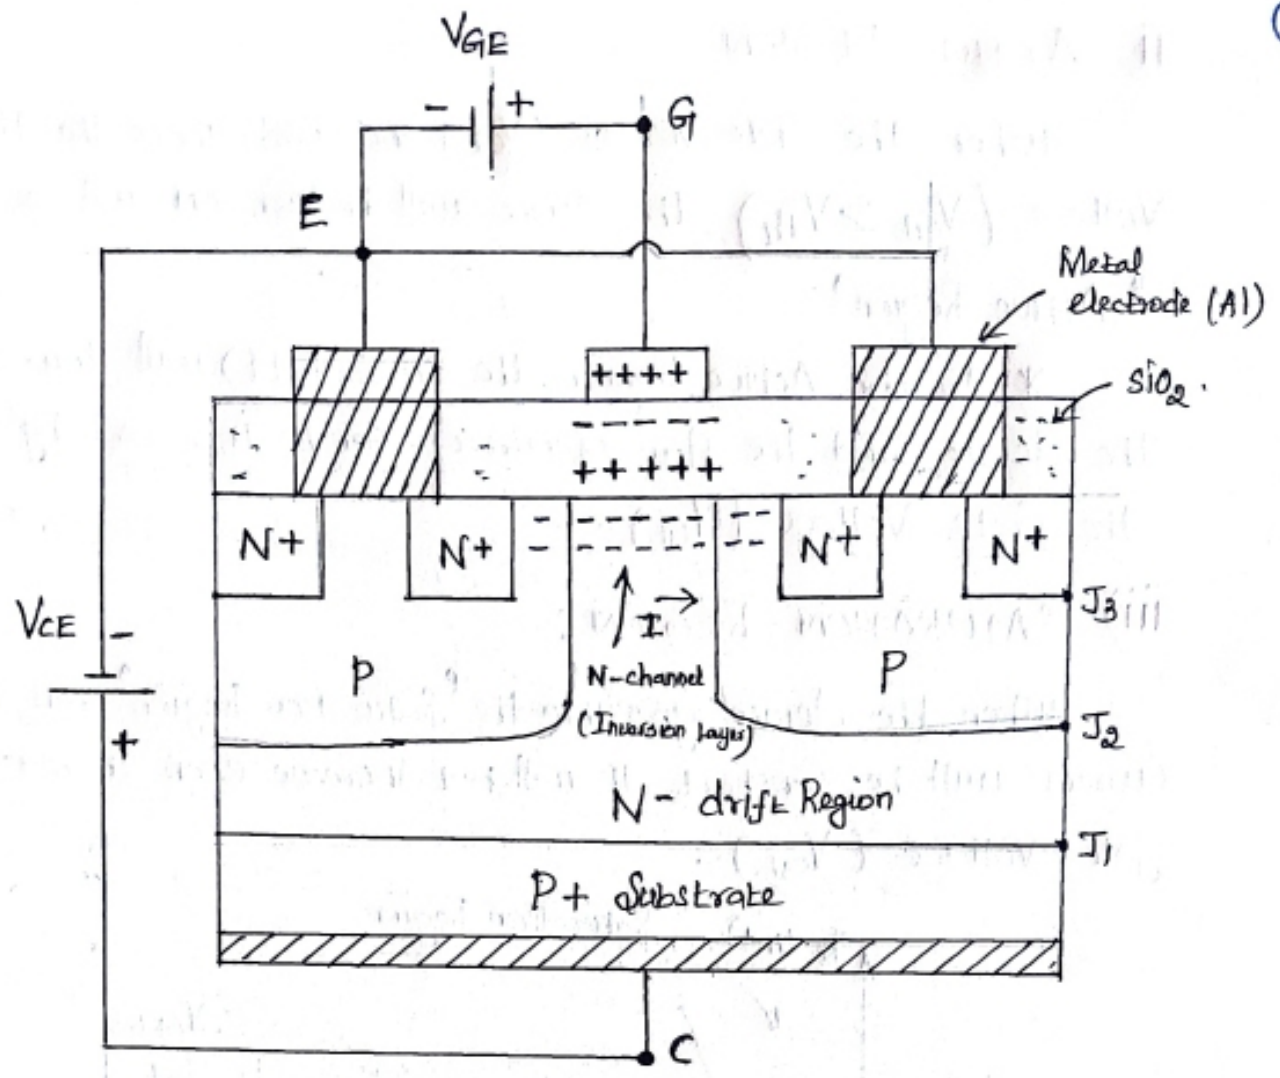 VGE
- +
G
E
Metal
electrode (Al)
++++
SiO2.
-----
+++++
N+
N+
N+
N+
J3
VCE
-
I
P
P
N-channel
(Inversion Layer)
J2
+
N- drift Region
J1
P+ Substrate
C